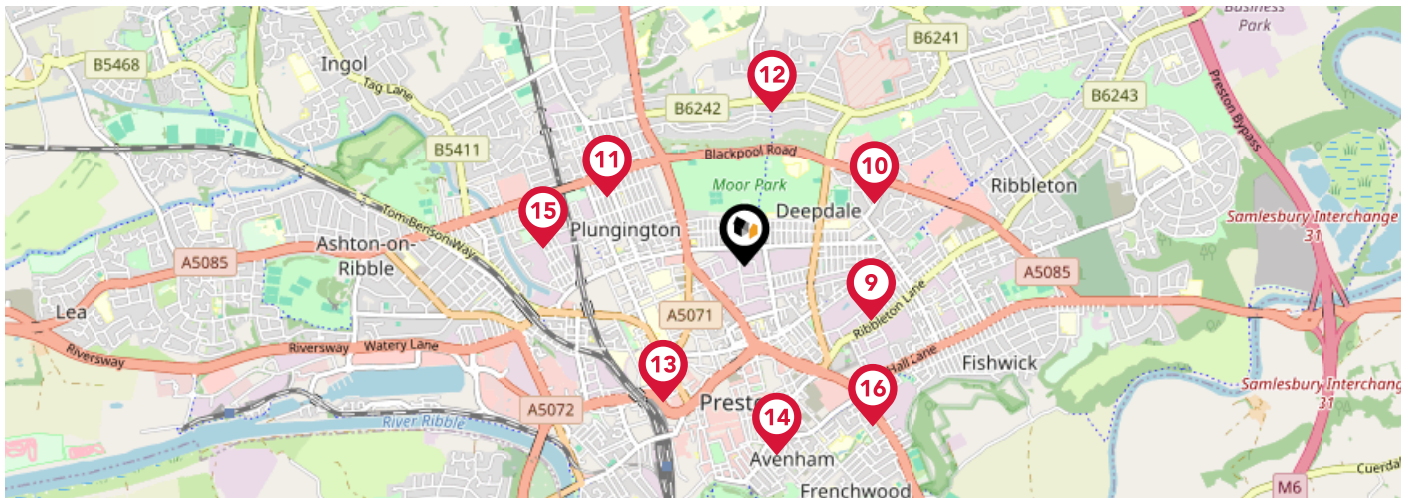 Business
Park
B6241
B5468
Ingol
12
Tag Lane
B6243
B6242
Preston Bypass
B5411
Blackpool Road
11
10
Moor Park
Ribbleton
15
Deepdale
Plungington
Samlesbury Interchange
31
Tom Benson Way
Ashton-on-
Ribble
A5085
A5085
9
Lea
A5071
Ribbleton Lane
Riversway
Riversway
Watery Lane
Hall Lane
Fishwick
13
16
Samlesbury Interchang
31
Prest
A5072
14
River Ribble
Avenham
Cuerda
M6
Frenchwood